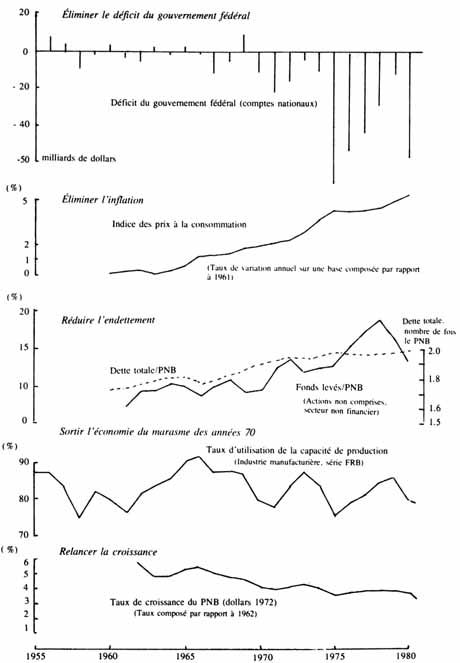 Éliminer le déficit du gouvernement fédéral
20
0
- 20
- 40
-50
Déficit du gouvernement fédéral (comptes nationaux)
milliards de dollars
(%)
Éliminer l'inflation
5
2
1
0
Indice des prix à la consommation
(Taux de variation annuel sur une base composée par rapport
à 1961)
(%)
20
15
10
0
Réduire l'endettement
Dette totale,
nombre de fois
le PNB
2.0
1.8
1.6
1.5
Dette totale/PNB
Fonds levés/PNB
(Actions non comprises,
secteur non financier)
Sortir l'économie du marasme des années 70
(%)
90
80
70
Taux d'utilisation de la capacité de production
(Industrie manufacturière, série FRB)
(%)
Relancer la croissance
6
5
4
3
2
1
Taux de croissance du PNB (dollars 1972)
(Taux composé par rapport à 1962)
1955 1960 1965 1970 1975 1980